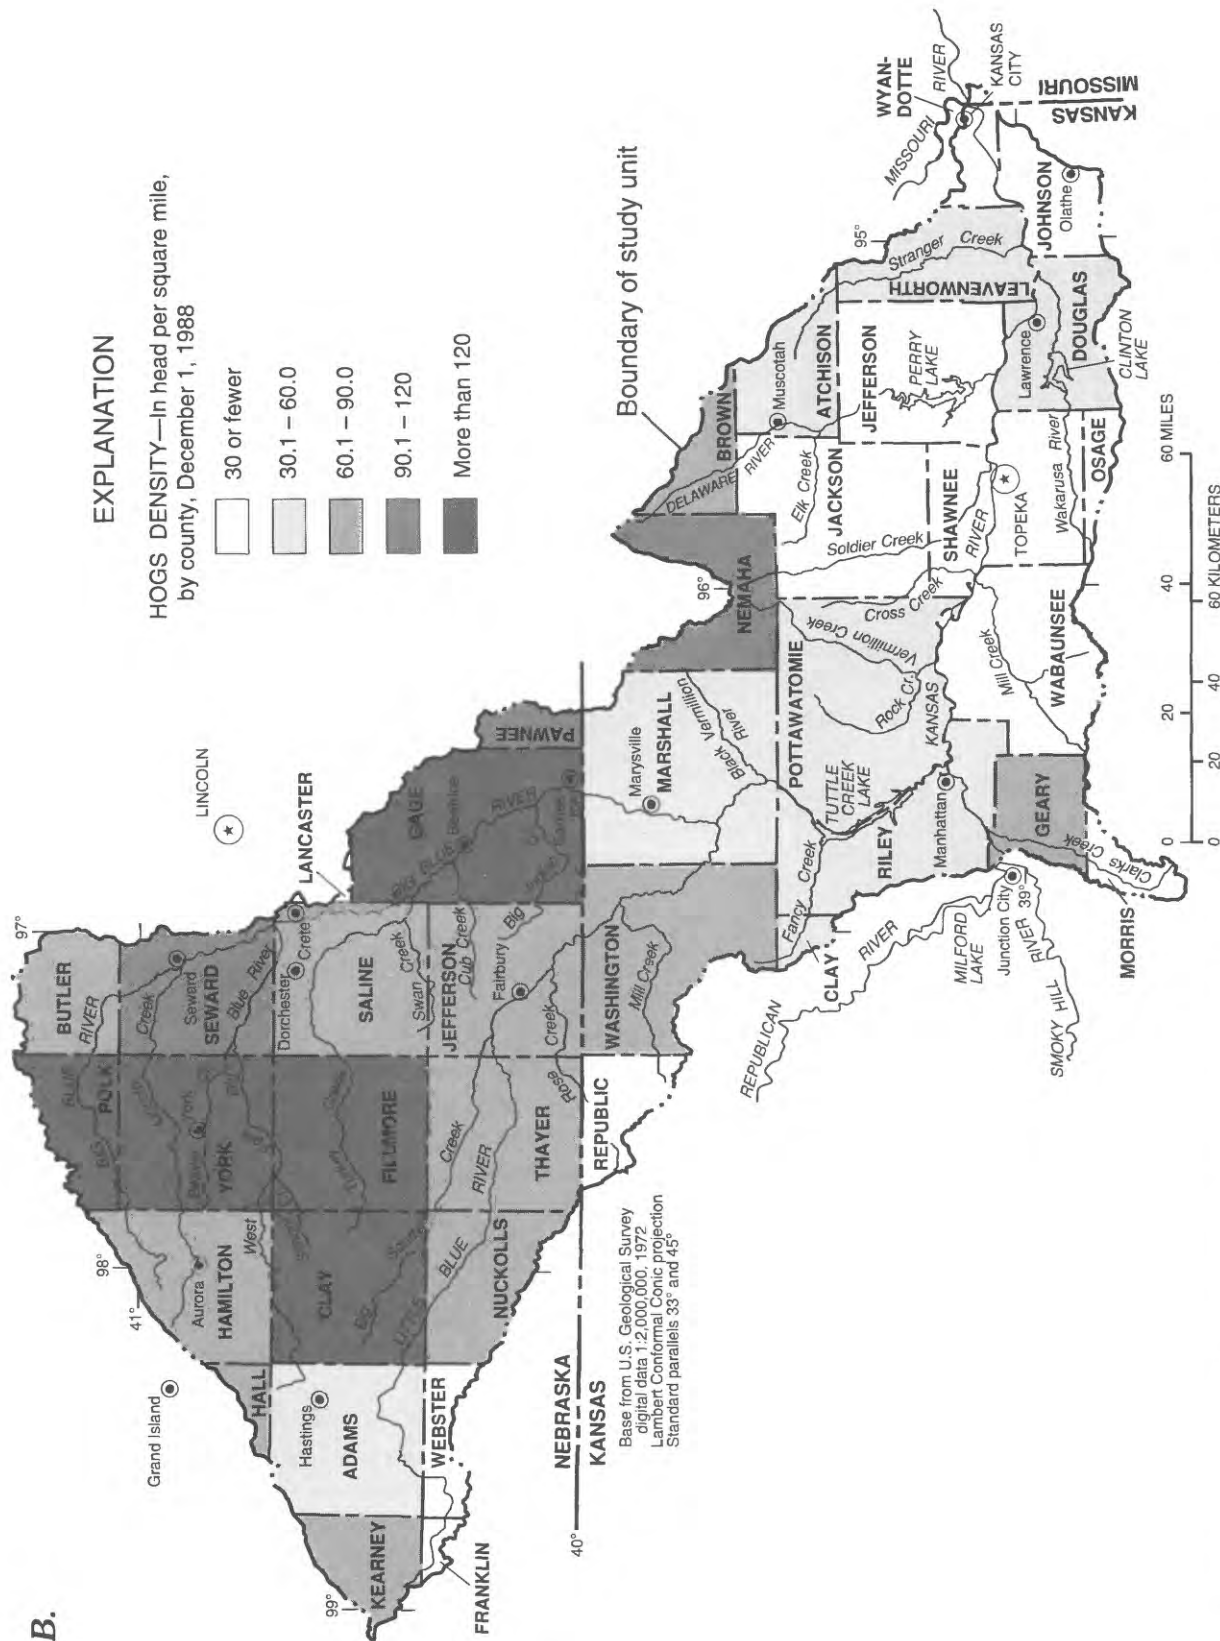 B.
EXPLANATION
HOGS DENSITY—In head per square mile,
by county, December 1, 1988
30 or fewer
30.1 – 60.0
60.1 – 90.0
90.1 – 120
More than 120
Boundary of study unit
LINCOLN
LANCASTER
Grand Island
41°
98°
97°
99°
40°
96°
95°
39°
BUTLER
POLK
BIG
BLUE
RIVER
Creek
Seward
SEWARD
Blue River
York
YORK
Beaver
Aurora
HAMILTON
West
HALL
Hastings
ADAMS
KEARNEY
FRANKLIN
WEBSTER
CLAY
FILLMORE
Dorchester
Crete
SALINE
Swan
Creek
GAGE
Beatrice
BIG BLUE
RIVER
Cub Creek
Big
PAWNEE
JEFFERSON
Fairbury
Rose
Creek
THAYER
Creek
RIVER
NUCKOLLS
Big
LITTLE
BLUE
NEBRASKA
KANSAS
Base from U.S. Geological Survey
digital data 1:2,000,000, 1972
Lambert Conformal Conic projection
Standard parallels 33° and 45°
REPUBLIC
WASHINGTON
Mill Creek
Marysville
MARSHALL
Black Vermillion
River
NEMAHA
BROWN
DELAWARE
RIVER
Muscotah
ATCHISON
Elk Creek
JACKSON
Soldier Creek
JEFFERSON
PERRY
LAKE
Stranger
Creek
LEAVENWORTH
WYAN-
DOTTE
MISSOURI
RIVER
KANSAS
CITY
KANSAS
MISSOURI
JOHNSON
Olathe
DOUGLAS
Lawrence
CLINTON
LAKE
Wakarusa
River
OSAGE
SHAWNEE
TOPEKA
RIVER
Cross Creek
Vermillion Creek
POTTAWATOMIE
Rock Cr.
KANSAS
Mill Creek
WABAUNSEE
TUTTLE
CREEK
LAKE
Fancy
Creek
RILEY
Manhattan
CLAY
GEARY
Clarks
Creek
MORRIS
REPUBLICAN
RIVER
MILFORD
LAKE
Junction City
SMOKY HILL
RIVER
0
20
40
60 MILES
0
20
40
60 KILOMETERS